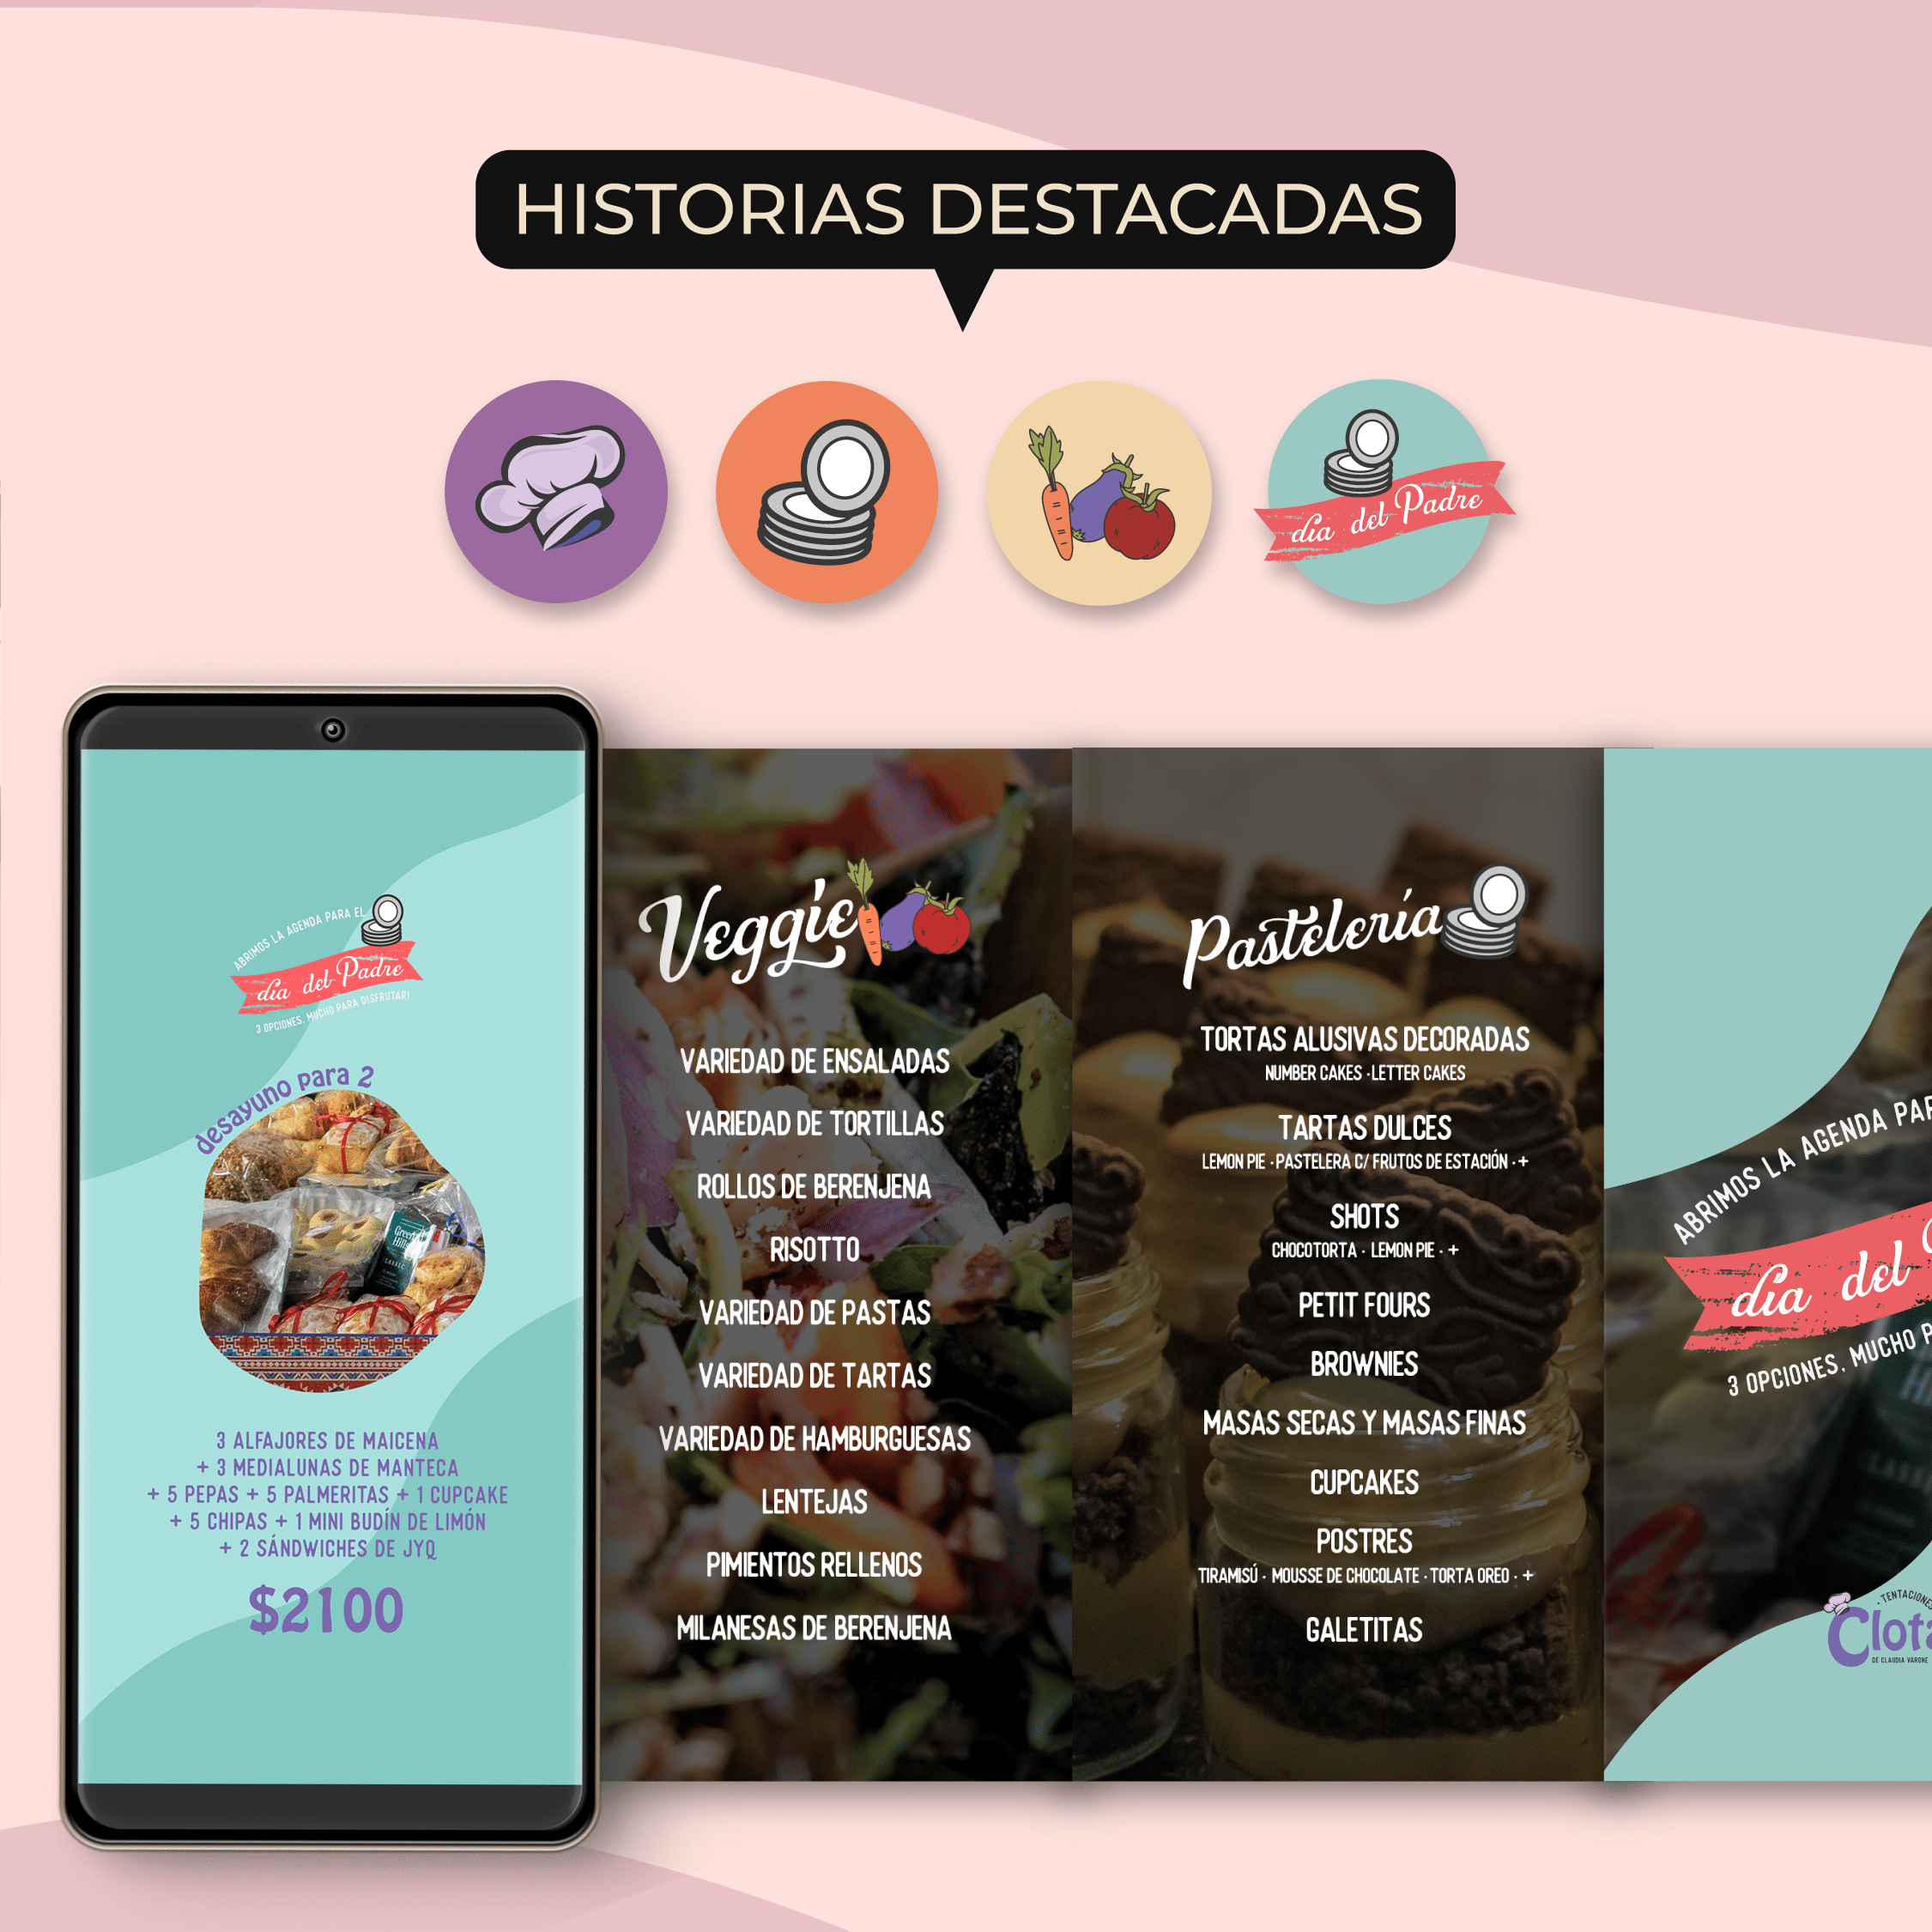 HISTORIAS DESTACADAS
día del Padre
ABRIMOS LA AGENDA PARA EL
día del Padre
3 OPCIONES, MUCHO PARA DISFRUTAR!
desayuno para 2
Green
Hill
CLASSIC
3 ALFAJORES DE MAICENA
+ 3 MEDIALUNAS DE MANTECA
+ 5 PEPAS + 5 PALMERITAS + 1 CUPCAKE
+ 5 CHIPAS + 1 MINI BUDÍN DE LIMÓN
+ 2 SÁNDWICHES DE JYQ
$2100
Veggie
VARIEDAD DE ENSALADAS
VARIEDAD DE TORTILLAS
ROLLOS DE BERENJENA
RISOTTO
VARIEDAD DE PASTAS
VARIEDAD DE TARTAS
VARIEDAD DE HAMBURGUESAS
LENTEJAS
PIMIENTOS RELLENOS
MILANESAS DE BERENJENA
Pastelería
TORTAS ALUSIVAS DECORADAS
NUMBER CAKES · LETTER CAKES
TARTAS DULCES
LEMON PIE · PASTELERA C/ FRUTOS DE ESTACIÓN · +
SHOTS
CHOCOTORTA · LEMON PIE · +
PETIT FOURS
BROWNIES
MASAS SECAS Y MASAS FINAS
CUPCAKES
POSTRES
TIRAMISÚ · MOUSSE DE CHOCOLATE · TORTA OREO · +
GALETITAS
ABRIMOS LA AGENDA PAR
día del
3 OPCIONES, MUCHO P
· TENTACIONES
Clota
DE CLAUDIA VARONE